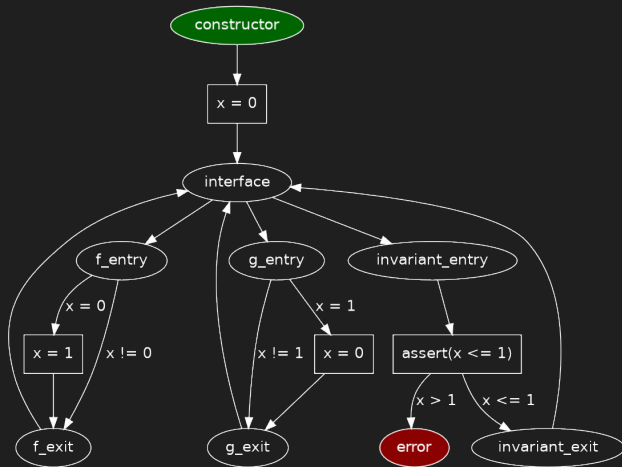 constructor
x = 0
interface
f_entry
g_entry
invariant_entry
x = 0
x = 1
x = 1
x != 0
x != 1
x = 0
assert(x <= 1)
x > 1
x <= 1
f_exit
g_exit
error
invariant_exit